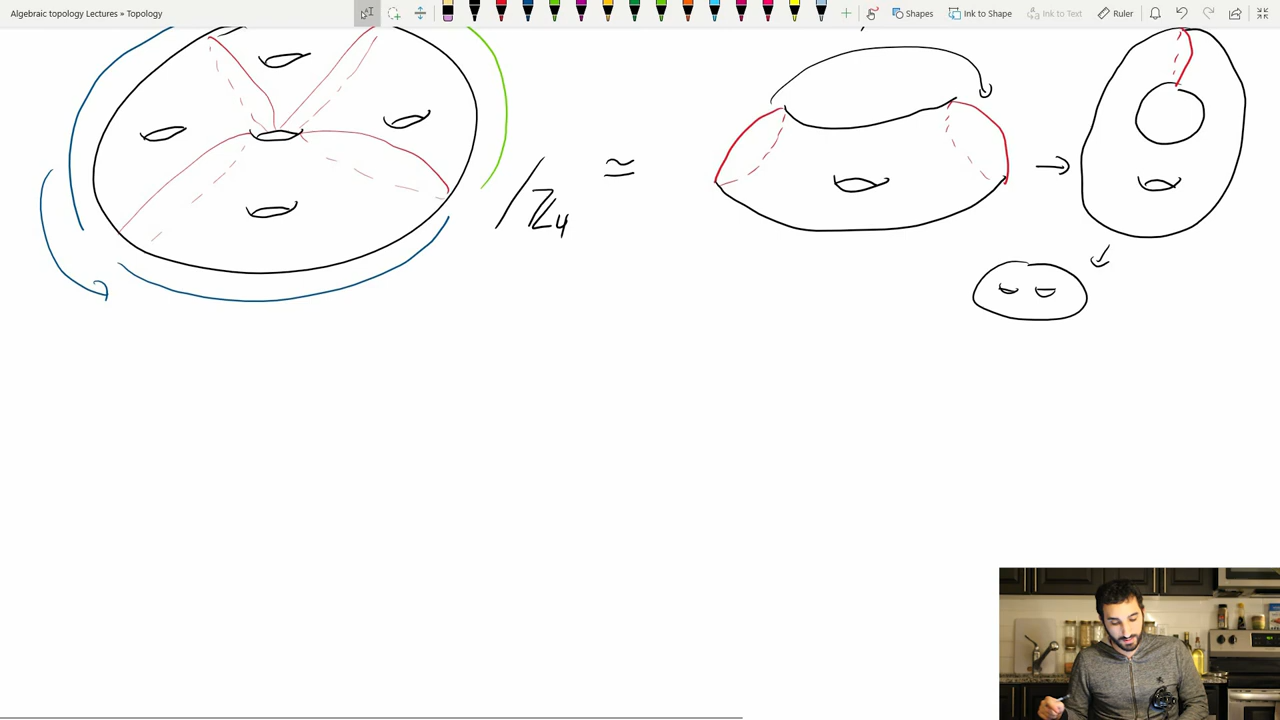 Algebraic topology Lectures - Topology
Shapes
Ink to Shape
Ink to Text
Ruler
/ℤ₄ ≃